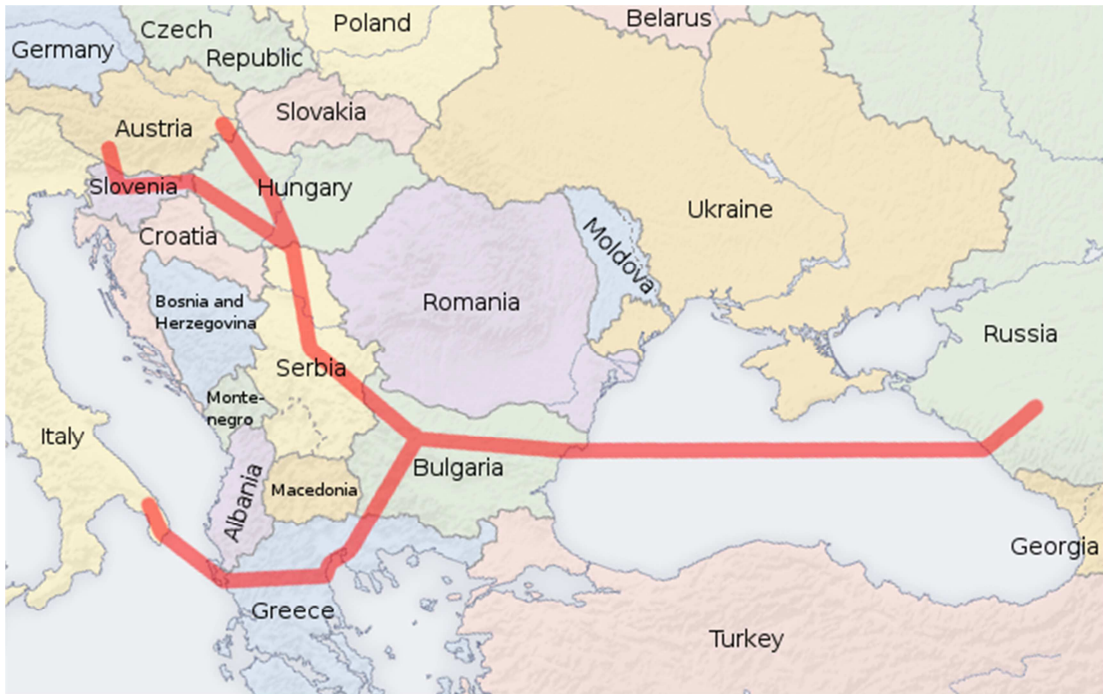 Poland
Belarus
Czech
Republic
Germany
Slovakia
Austria
Slovenia
Hungary
Ukraine
Croatia
Moldova
Bosnia and
Herzegovina
Romania
Russia
Serbia
Monte-
negro
Italy
Bulgaria
Albania
Macedonia
Georgia
Greece
Turkey